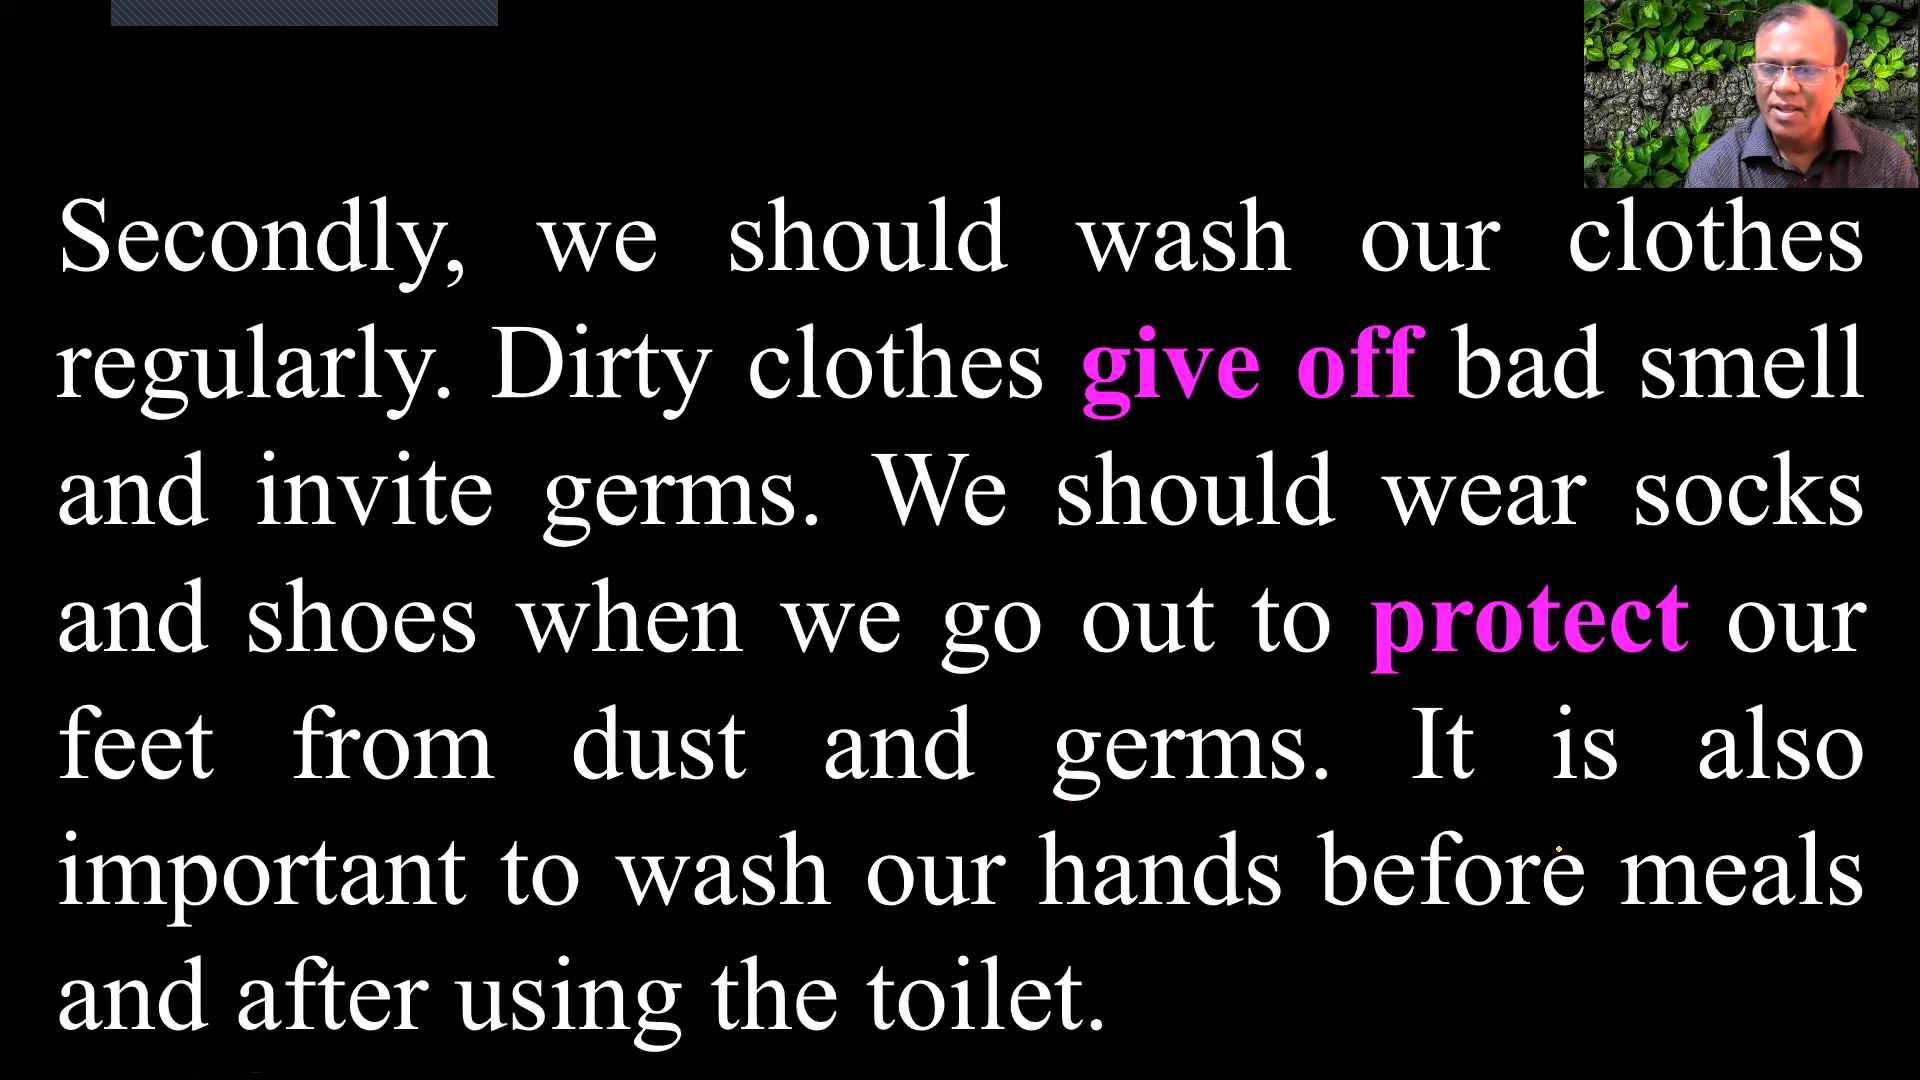 Secondly, we should wash our clothes
regularly. Dirty clothes give off bad smell
and invite germs. We should wear socks
and shoes when we go out to protect our
feet from dust and germs. It is also
important to wash our hands before meals
and after using the toilet.